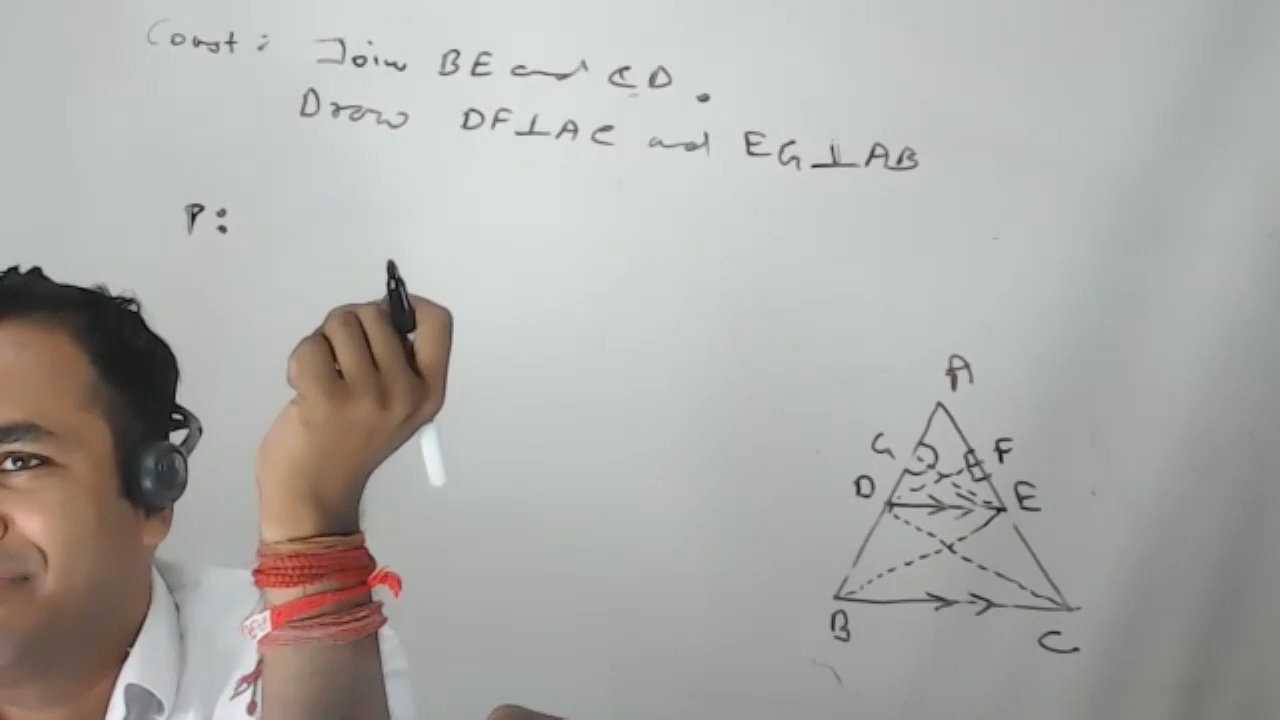 Const: Join BE and CD.
Draw DF⊥AC and EG⊥AB
P:
A
G F
D E
B C